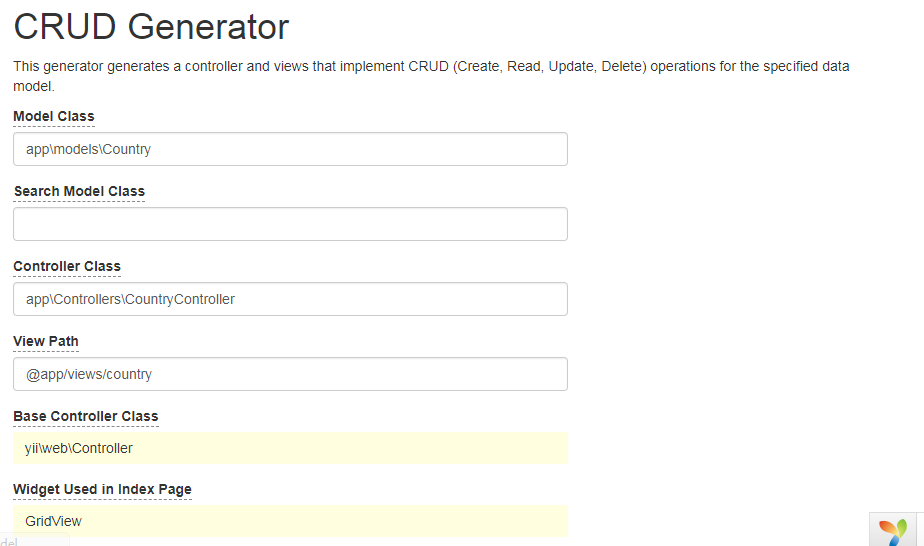 CRUD Generator
This generator generates a controller and views that implement CRUD (Create, Read, Update, Delete) operations for the specified data
model.
Model Class
app\models\Country
Search Model Class
Controller Class
app\Controllers\CountryController
View Path
@app/views/country
Base Controller Class
yii\web\Controller
Widget Used in Index Page
GridView